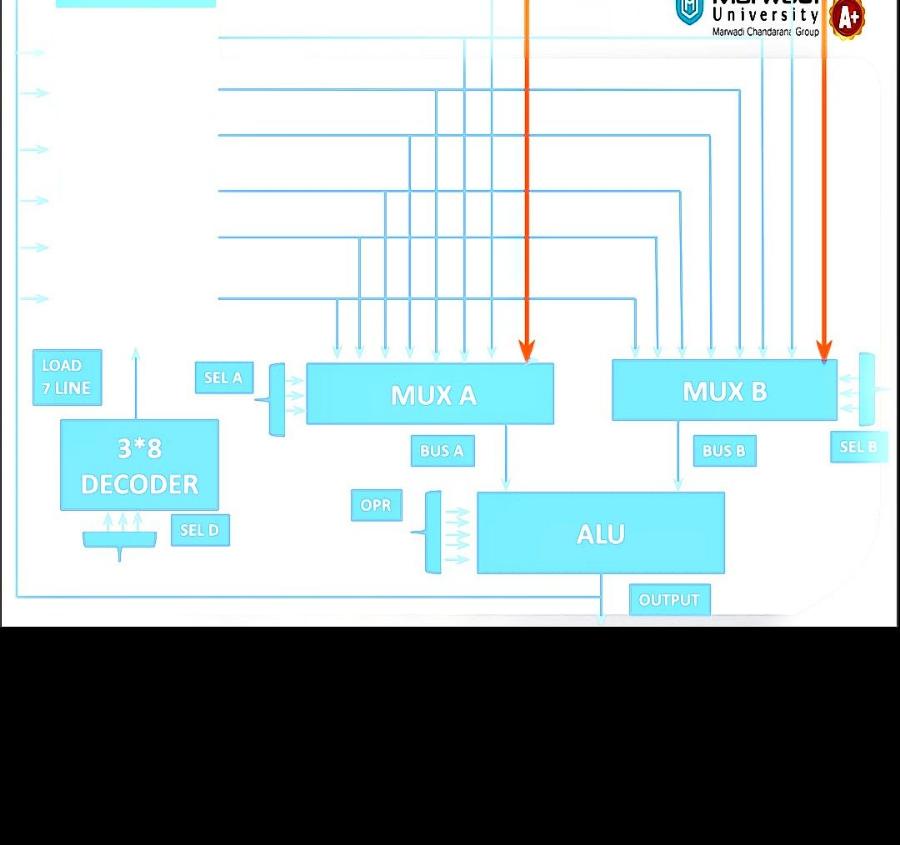 Marwadi
University
Marwadi Chandarana Group
A+
LOAD
7 LINE
SEL A
MUX A
MUX B
3*8
DECODER
BUS A
BUS B
SEL B
OPR
SEL D
ALU
OUTPUT